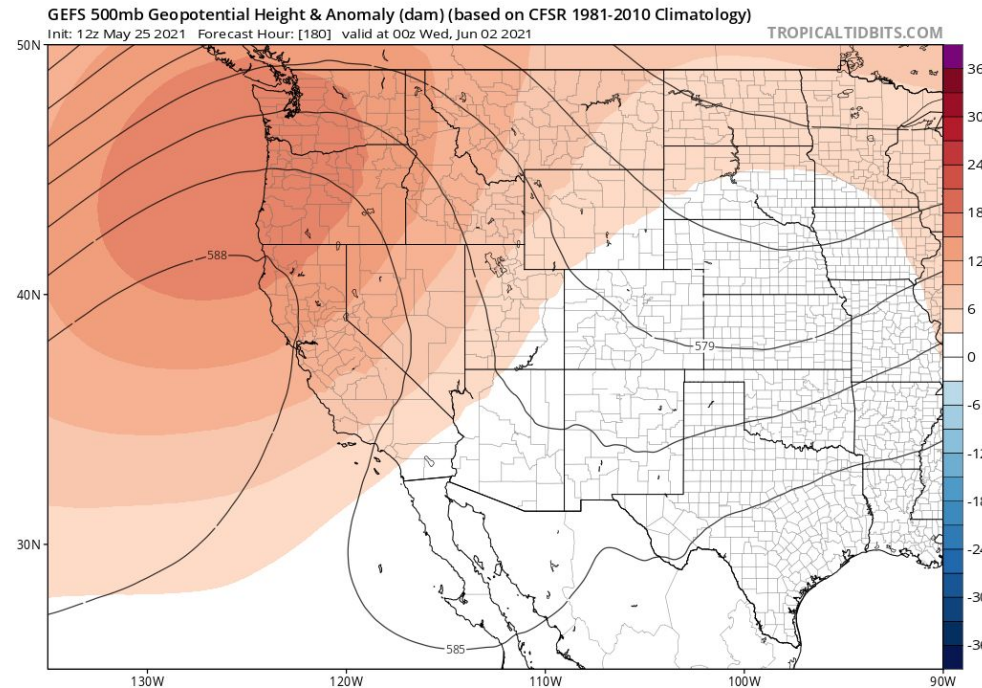 GEFS 500mb Geopotential Height & Anomaly (dam) (based on CFSR 1981-2010 Climatology)
Init: 12z May 25 2021 Forecast Hour: [180] valid at 00z Wed, Jun 02 2021 TROPICALTIDBITS.COM
50N
40N
30N
130W 120W 110W 100W 90W
588
579
585
36
30
24
18
12
6
0
-6
-12
-18
-24
-30
-36